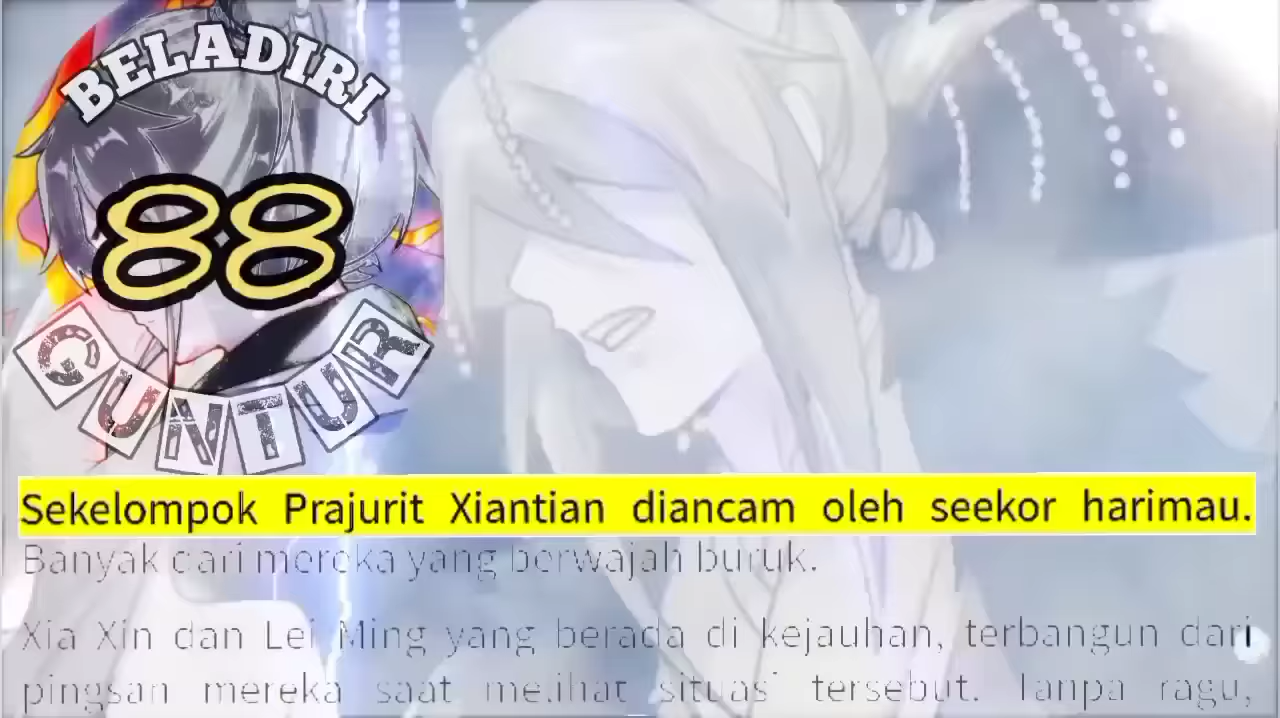 BELADIRI
88
GUNTUR
Sekelompok Prajurit Xiantian diancam oleh seekor harimau.
Banyak dari mereka yang berwajah buruk.
Xia Xin dan Lei Ming yang berada di kejauhan, terbangun dari
pingsan mereka saat melihat situasi tersebut. Tanpa ragu,